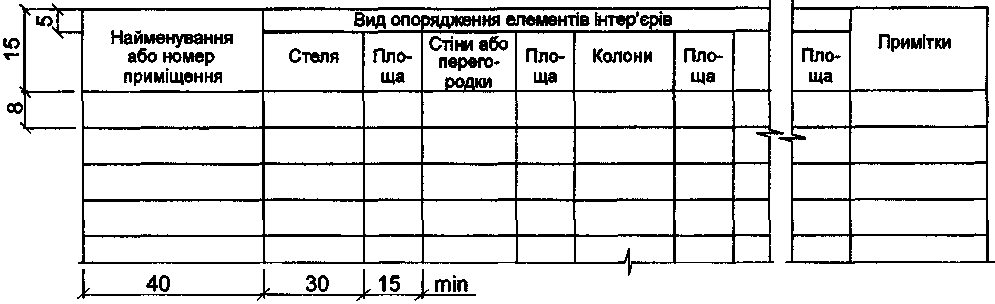 5
15
8
Найменування
або номер
приміщення
Вид опорядження елементів інтер'єрів
Стеля
Пло-
ща
Стіни або
перего-
родки
Пло-
ща
Колони
Пло-
ща
Пло-
ща
Примітки
40
30
15
min